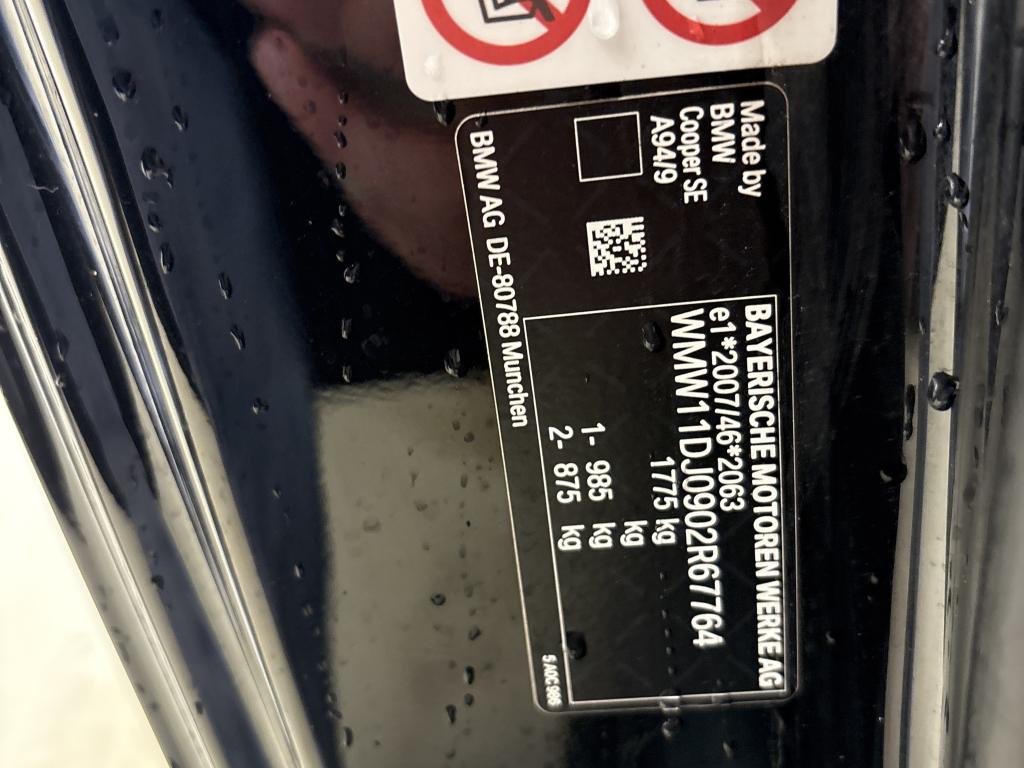 Made by
BMW
Cooper SE
A94/9
BAYERISCHE MOTOREN WERKE AG
e1*2007/46*2063
WMW11DJ0902R67764
1775 kg
kg
1- 985 kg
2- 875 kg
BMW AG DE-80788 Munchen
5 A0C 986